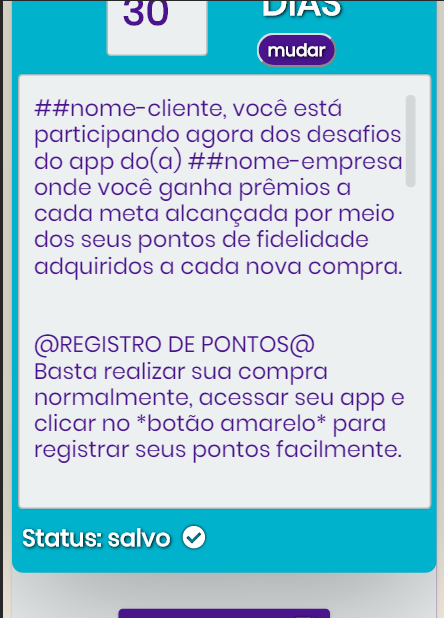 30
DIAS
mudar
##nome-cliente, você está
participando agora dos desafios
do app do(a) ##nome-empresa
onde você ganha prêmios a
cada meta alcançada por meio
dos seus pontos de fidelidade
adquiridos a cada nova compra.
@REGISTRO DE PONTOS@
Basta realizar sua compra
normalmente, acessar seu app e
clicar no *botão amarelo* para
registrar seus pontos facilmente.
Status: salvo